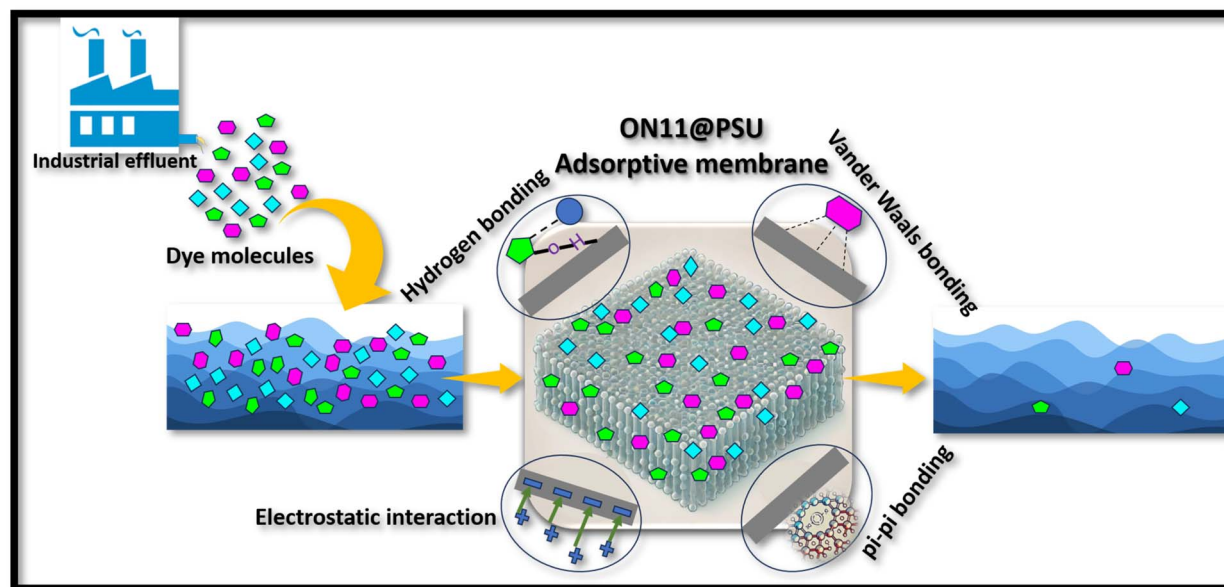 Industrial effluent
Dye molecules
ON11@PSU
Adsorptive membrane
Hydrogen bonding
O
H
Vander Waals bonding
Electrostatic interaction
pi-pi bonding